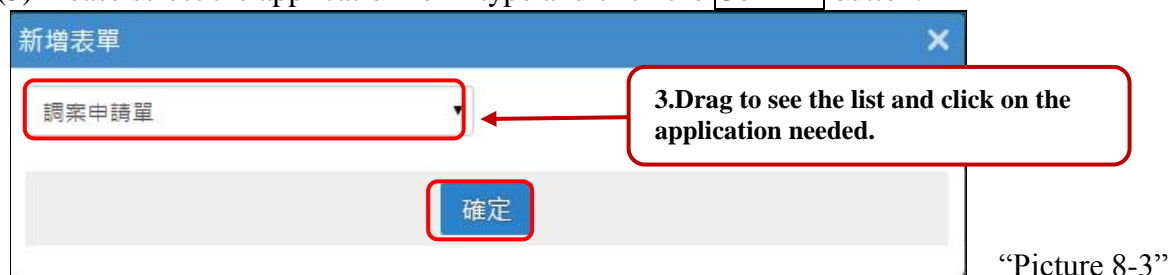 新增表單
調案申請單
3.Drag to see the list and click on the
application needed.
確定
“Picture 8-3”